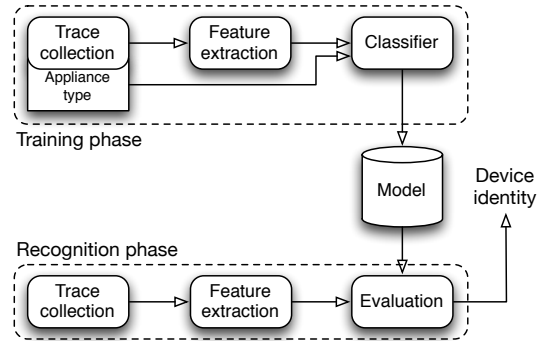 Trace
collection
Feature
extraction
Classifier
Appliance
type
Training phase
Model
Device
identity
Recognition phase
Trace
collection
Feature
extraction
Evaluation